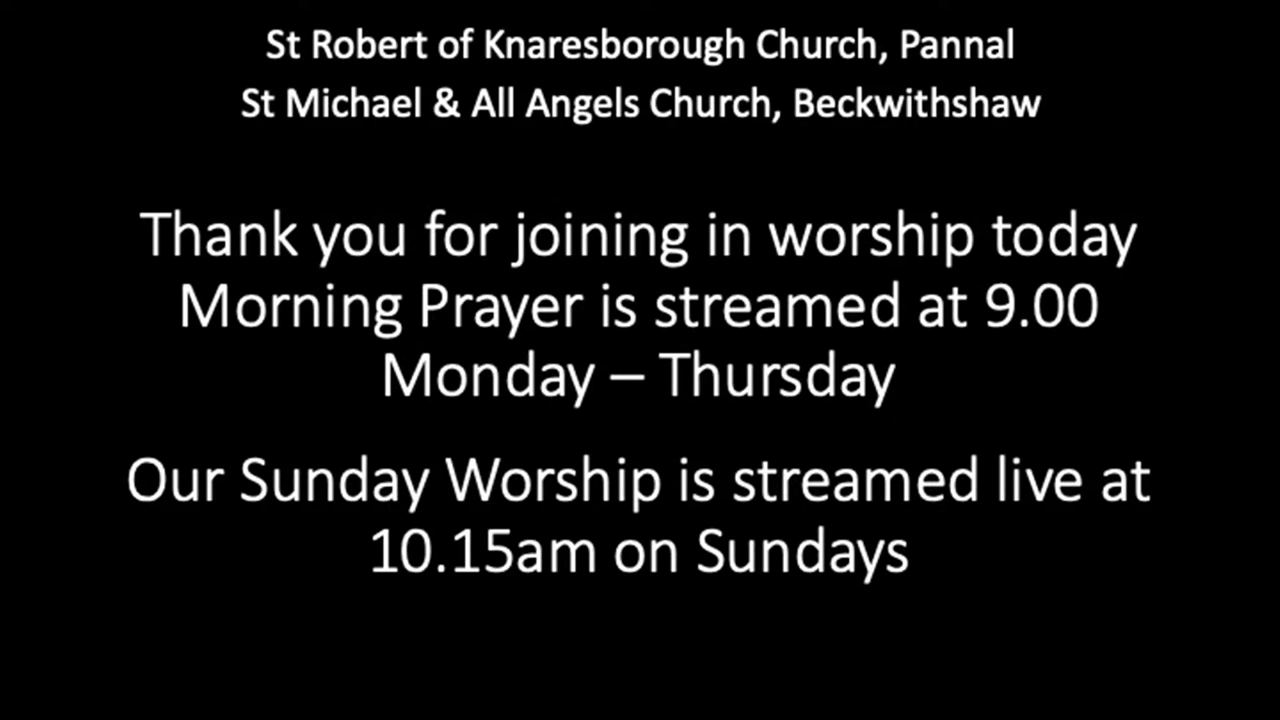 St Robert of Knaresborough Church, Pannal
St Michael & All Angels Church, Beckwithshaw
Thank you for joining in worship today
Morning Prayer is streamed at 9.00
Monday – Thursday
Our Sunday Worship is streamed live at
10.15am on Sundays